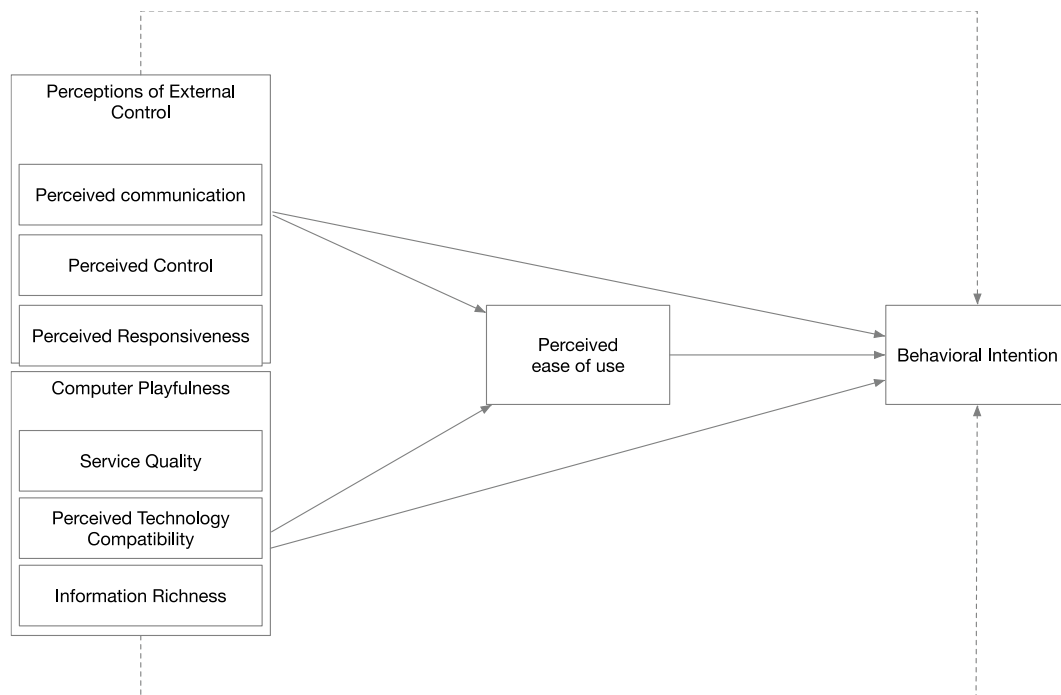 Perceptions of External
Control
Perceived communication
Perceived Control
Perceived Responsiveness
Computer Playfulness
Service Quality
Perceived Technology
Compatibility
Information Richness
Perceived
ease of use
Behavioral Intention